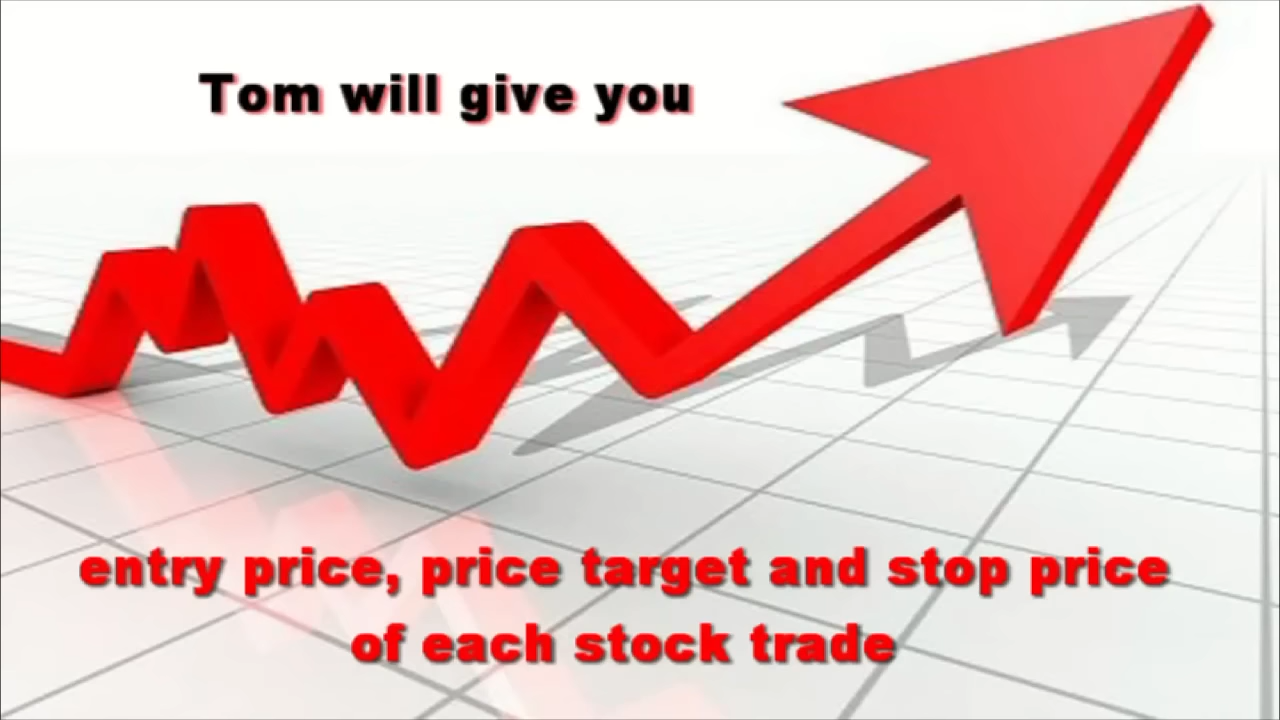 Tom will give you
entry price, price target and stop price
of each stock trade